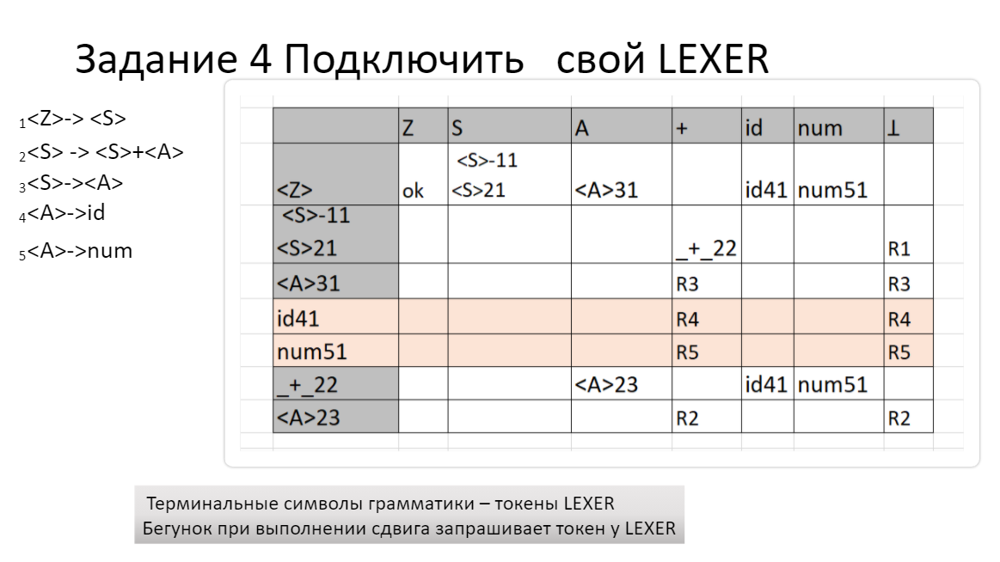 Задание 4 Подключить свой LEXER
1<Z>-> <S>
2<S> -> <S>+<A>
3<S>-><A>
4<A>->id
5<A>->num
Z S A + id num ⊥
<S>-11
<Z> ok <S>21 <A>31 id41 num51
<S>-11
<S>21 _+_22 R1
<A>31 R3 R3
id41 R4 R4
num51 R5 R5
_+_22 <A>23 id41 num51
<A>23 R2 R2
Терминальные символы грамматики – токены LEXER
Бегунок при выполнении сдвига запрашивает токен у LEXER